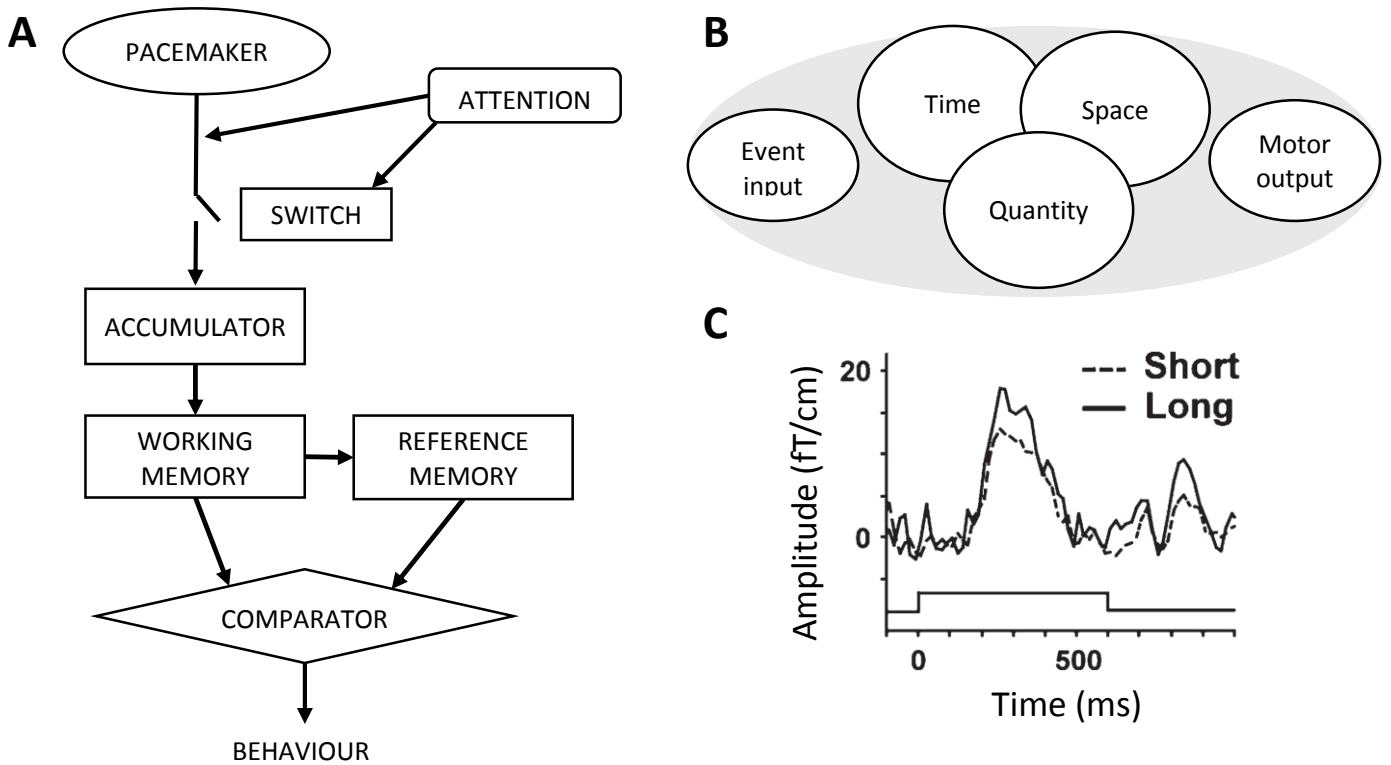 A
PACEMAKER
ATTENTION
SWITCH
ACCUMULATOR
WORKING
MEMORY
REFERENCE
MEMORY
COMPARATOR
BEHAVIOUR
B
Time
Space
Event
input
Quantity
Motor
output
C
Short
Long
20
0
Amplitude (fT/cm)
0
500
Time (ms)